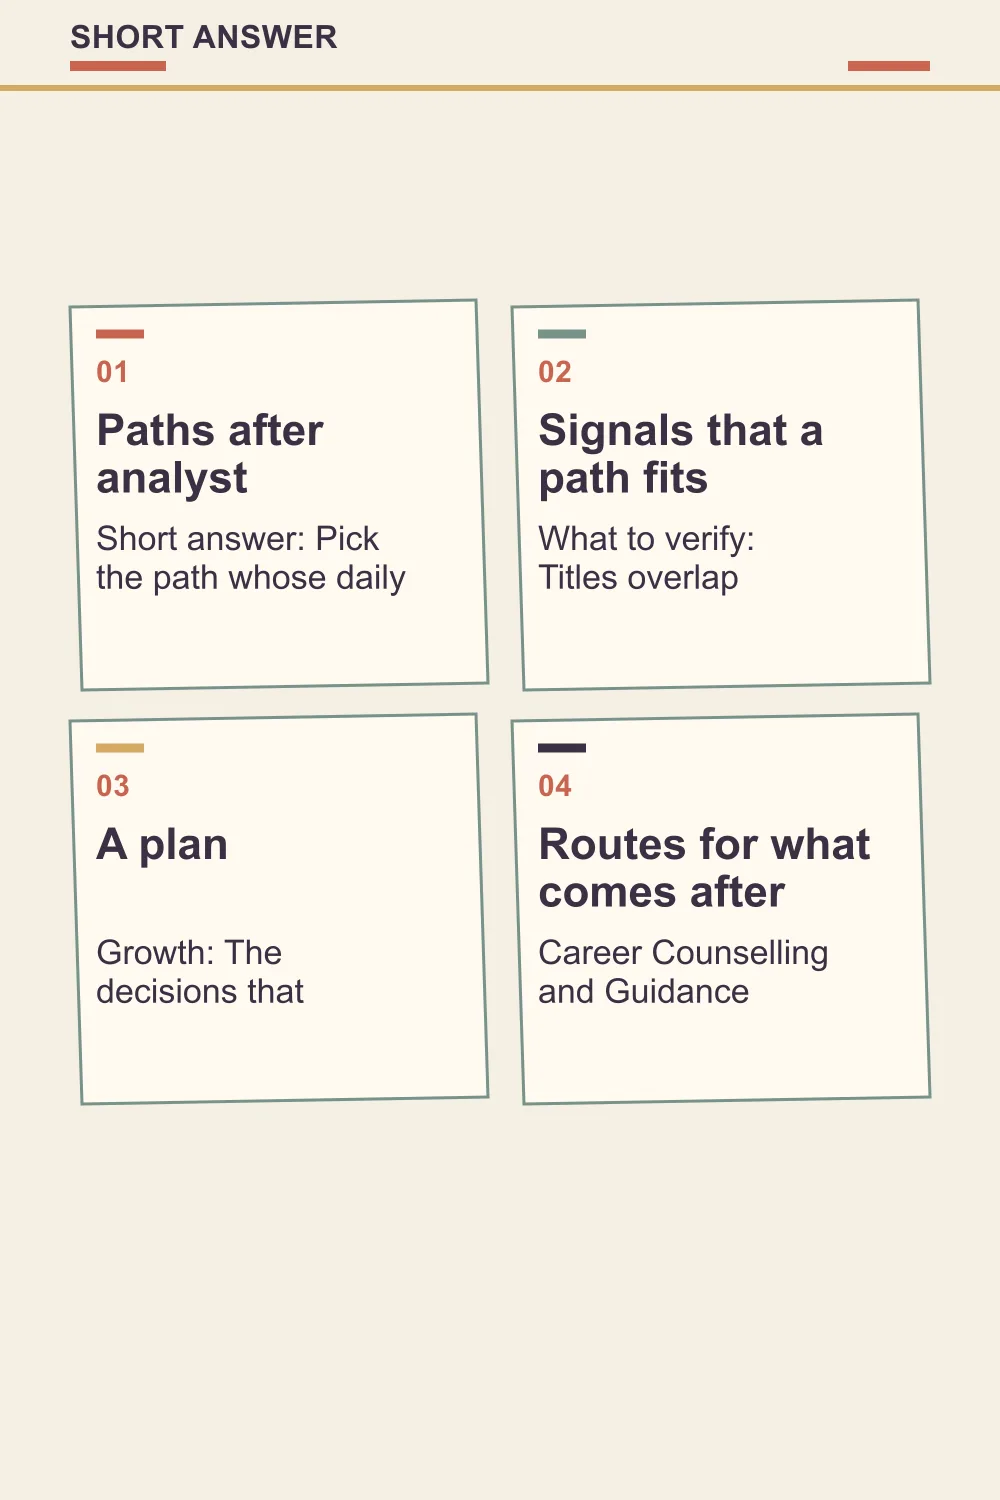 SHORT ANSWER
01
Paths after
analyst
Short answer: Pick
the path whose daily
02
Signals that a
path fits
What to verify:
Titles overlap
03
A plan
Growth: The
decisions that
04
Routes for what
comes after
Career Counselling
and Guidance